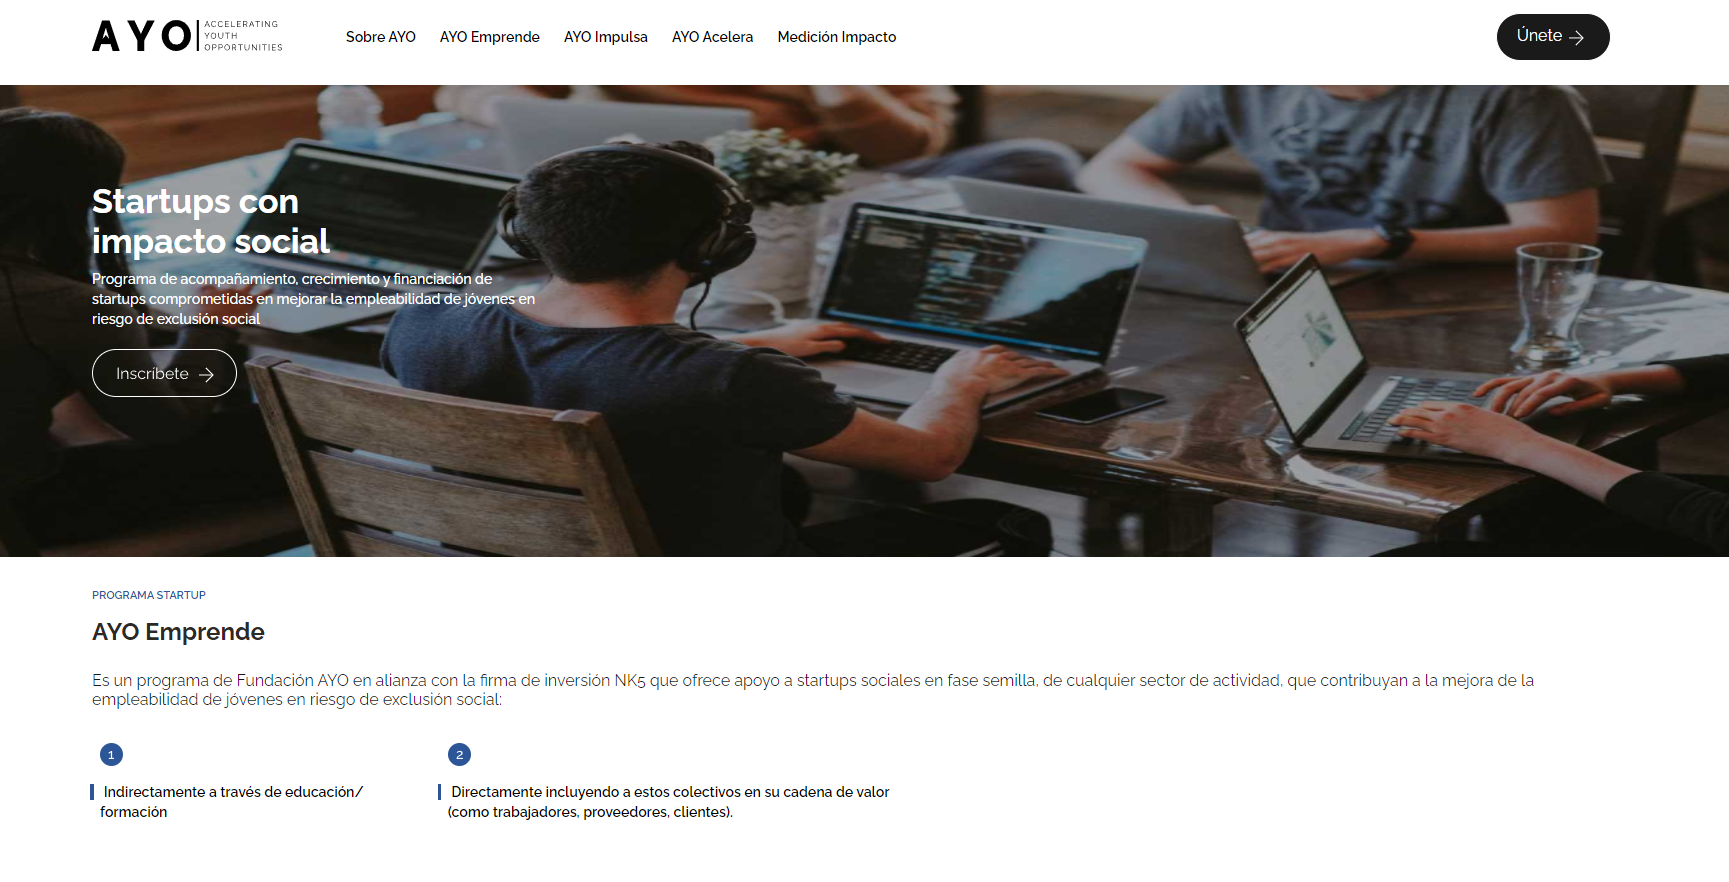 AYO
ACCELERATING
YOUTH
OPPORTUNITIES
Sobre AYO
AYO Emprende
AYO Impulsa
AYO Acelera
Medición Impacto
Únete
Startups con
impacto social
Programa de acompañamiento, crecimiento y financiación de
startups comprometidas en mejorar la empleabilidad de jóvenes en
riesgo de exclusión social
Inscríbete
PROGRAMA STARTUP
AYO Emprende
Es un programa de Fundación AYO en alianza con la firma de inversión NK5 que ofrece apoyo a startups sociales en fase semilla, de cualquier sector de actividad, que contribuyan a la mejora de la
empleabilidad de jóvenes en riesgo de exclusión social:
1
Indirectamente a través de educación/
formación
2
Directamente incluyendo a estos colectivos en su cadena de valor
(como trabajadores, proveedores, clientes).